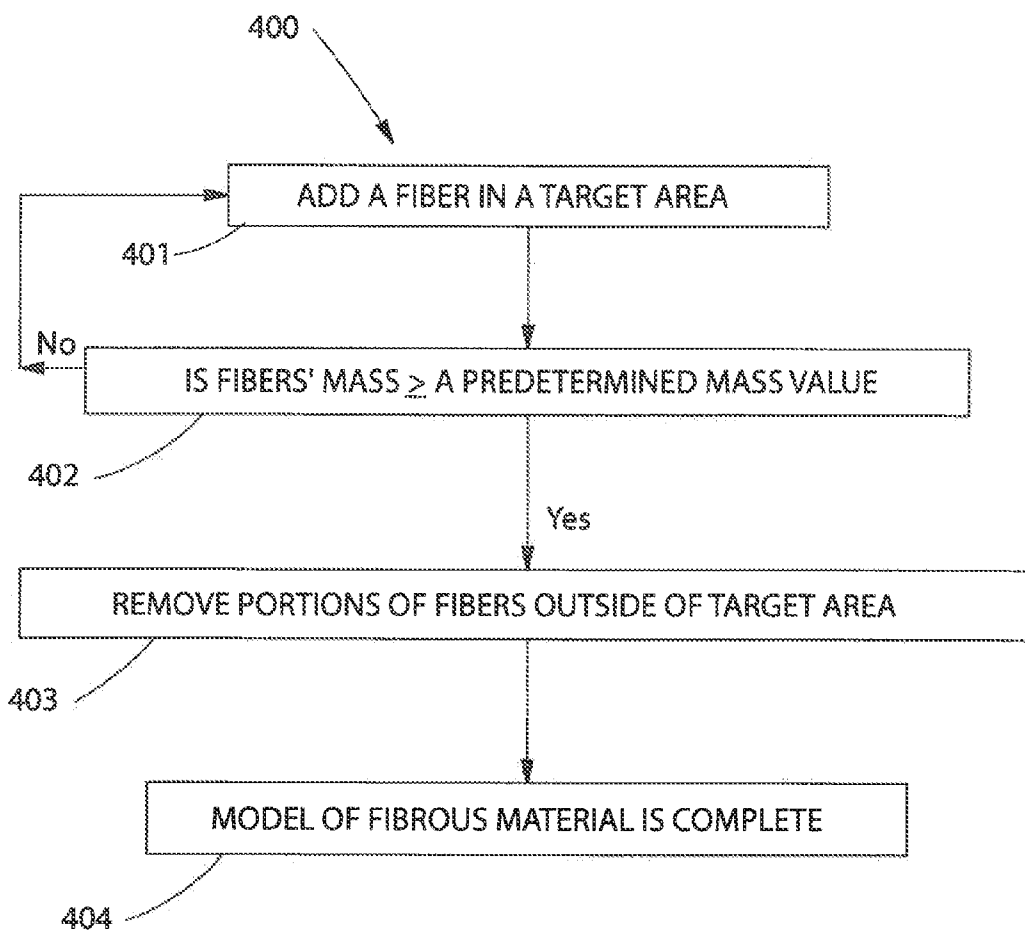 400
ADD A FIBER IN A TARGET AREA
401
No
IS FIBERS' MASS ≥ A PREDETERMINED MASS VALUE
402
Yes
REMOVE PORTIONS OF FIBERS OUTSIDE OF TARGET AREA
403
MODEL OF FIBROUS MATERIAL IS COMPLETE
404